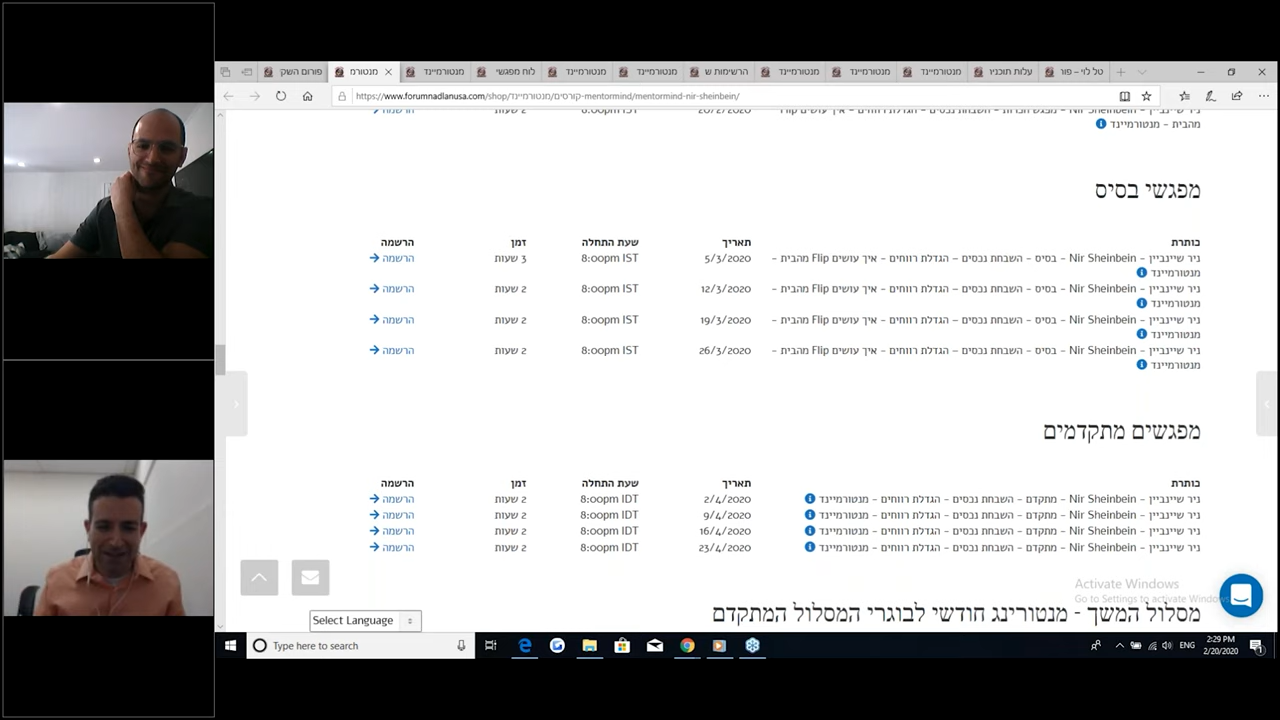 פורום השקי
מנטורמ
מנטורמיינד
לוח מפגשי
מנטורמיינד
מנטורמיינד
הרשימות ש
מנטורמיינד
מנטורמיינד
מנטורמיינד
עלות תוכניו
טל לוי – פור
https://www.forumnadlanusa.com/shop/קורסים/מנטורמיינד-mentormind/mentormind-nir-sheinbein/
מהבית - מנטורמיינד
מפגשי בסיס
כותרת תאריך שעת התחלה זמן הרשמה
ניר שיינביין - Nir Sheinbein - בסיס - השבחת נכסים - הגדלת רווחים - איך עושים Flip מהבית - 5/3/2020 8:00pm IST 3 שעות הרשמה
מנטורמיינד
ניר שיינביין - Nir Sheinbein - בסיס - השבחת נכסים - הגדלת רווחים - איך עושים Flip מהבית - 12/3/2020 8:00pm IST 2 שעות הרשמה
מנטורמיינד
ניר שיינביין - Nir Sheinbein - בסיס - השבחת נכסים - הגדלת רווחים - איך עושים Flip מהבית - 19/3/2020 8:00pm IST 2 שעות הרשמה
מנטורמיינד
ניר שיינביין - Nir Sheinbein - בסיס - השבחת נכסים - הגדלת רווחים - איך עושים Flip מהבית - 26/3/2020 8:00pm IST 2 שעות הרשמה
מנטורמיינד
מפגשים מתקדמים
כותרת תאריך שעת התחלה זמן הרשמה
ניר שיינביין - Nir Sheinbein - מתקדם - השבחת נכסים - הגדלת רווחים - מנטורמיינד 2/4/2020 8:00pm IDT 2 שעות הרשמה
ניר שיינביין - Nir Sheinbein - מתקדם - השבחת נכסים - הגדלת רווחים - מנטורמיינד 9/4/2020 8:00pm IDT 2 שעות הרשמה
ניר שיינביין - Nir Sheinbein - מתקדם - השבחת נכסים - הגדלת רווחים - מנטורמיינד 16/4/2020 8:00pm IDT 2 שעות הרשמה
ניר שיינביין - Nir Sheinbein - מתקדם - השבחת נכסים - הגדלת רווחים - מנטורמיינד 23/4/2020 8:00pm IDT 2 שעות הרשמה
Activate Windows
Go to Settings to activate Windows
מסלול המשך - מנטורינג חודשי לבוגרי המסלול המתקדם
Select Language
Type here to search
ENG
2:29 PM
2/20/2020